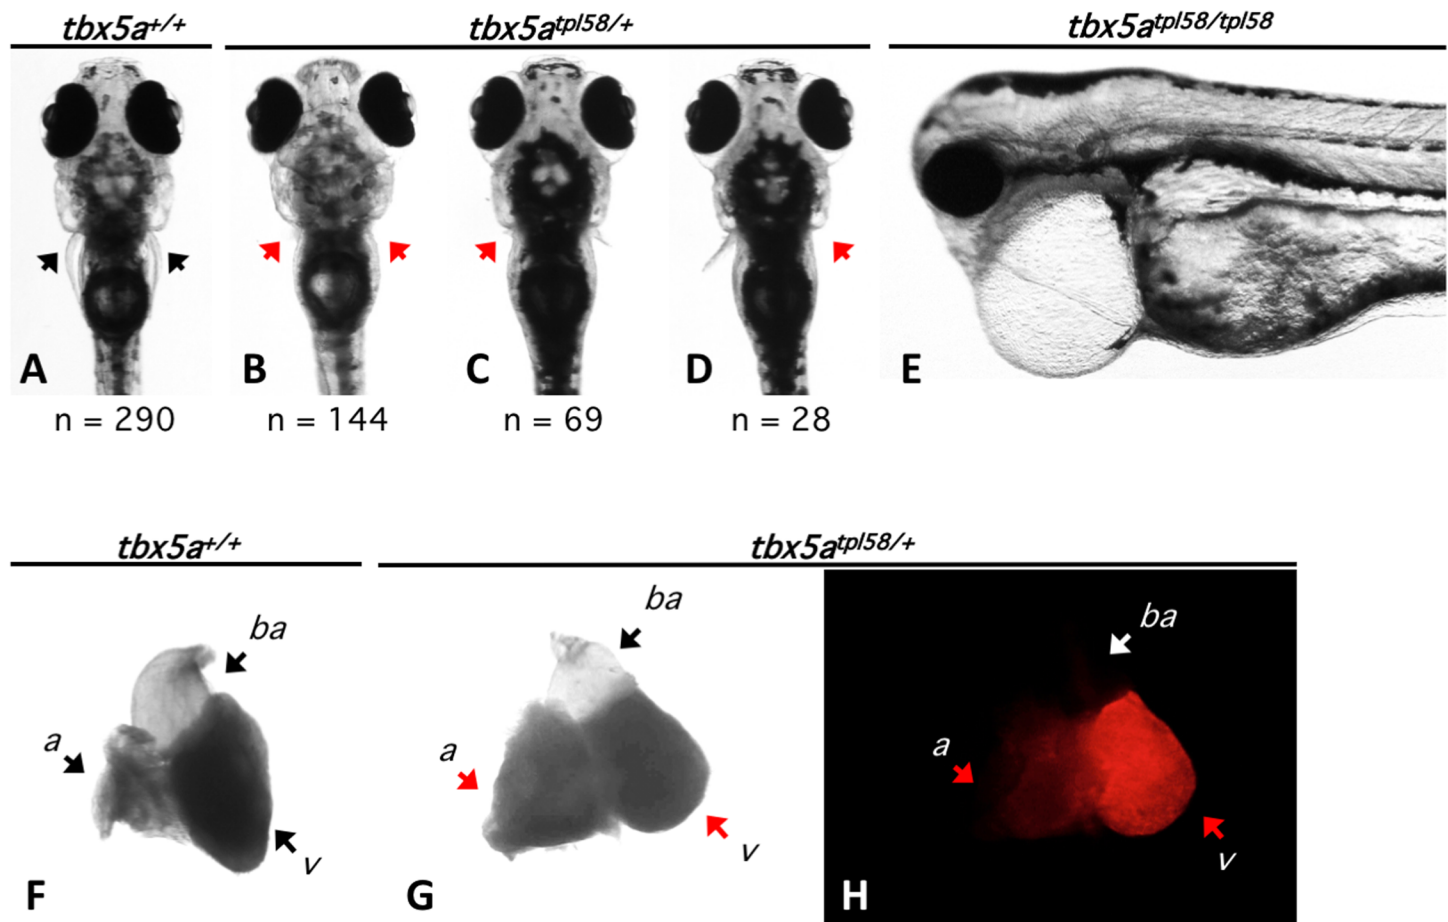 tbx5a+/+ tbx5atpl58/+ tbx5atpl58/tpl58
A B C D E
n = 290 n = 144 n = 69 n = 28
tbx5a+/+ tbx5atpl58/+
ba ba ba
a a a
v v v
F G H